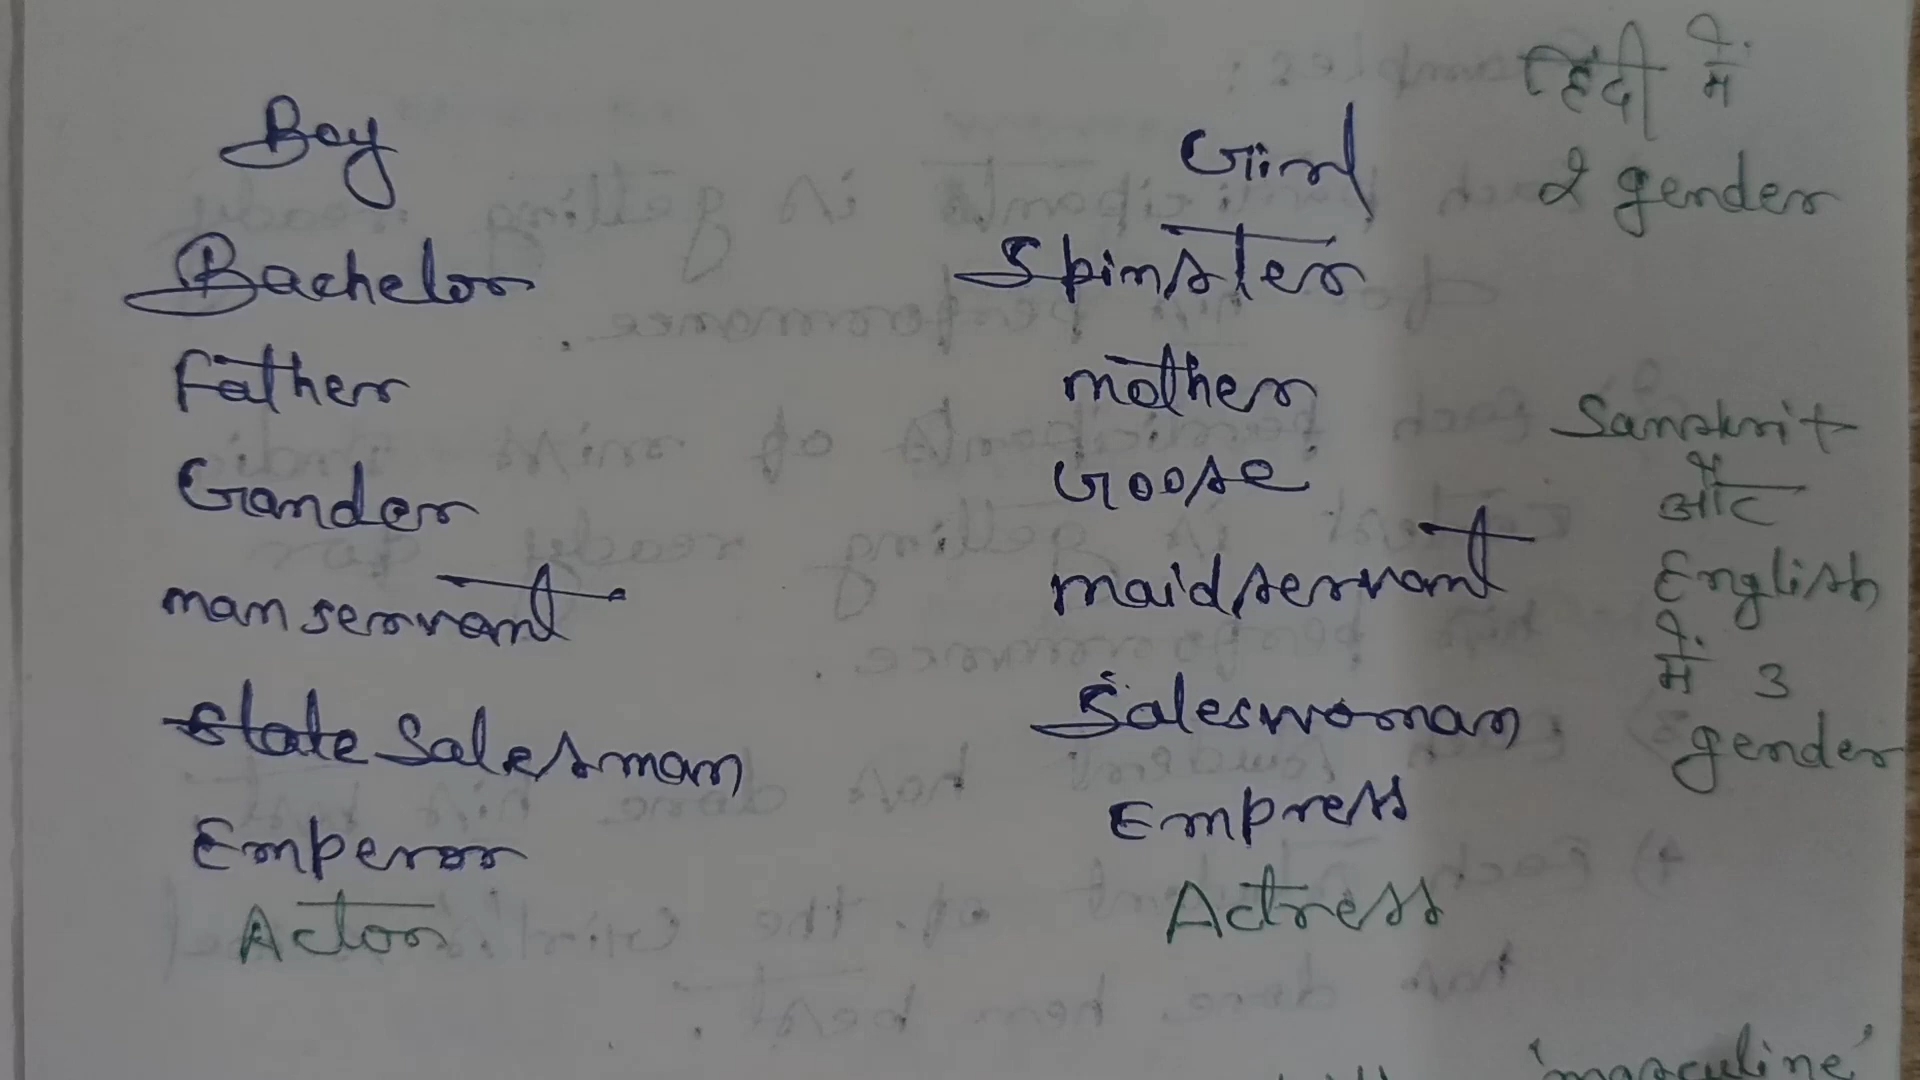 Boy Girl
Bachelor Spinster
Father mother
Gander Goose
man servant maidservant
state Salesman Saleswoman
Emperor Empress
Actor Actress
हिंदी में
2 gender
Sanskrit
और
English
में 3
gender
'masculine'